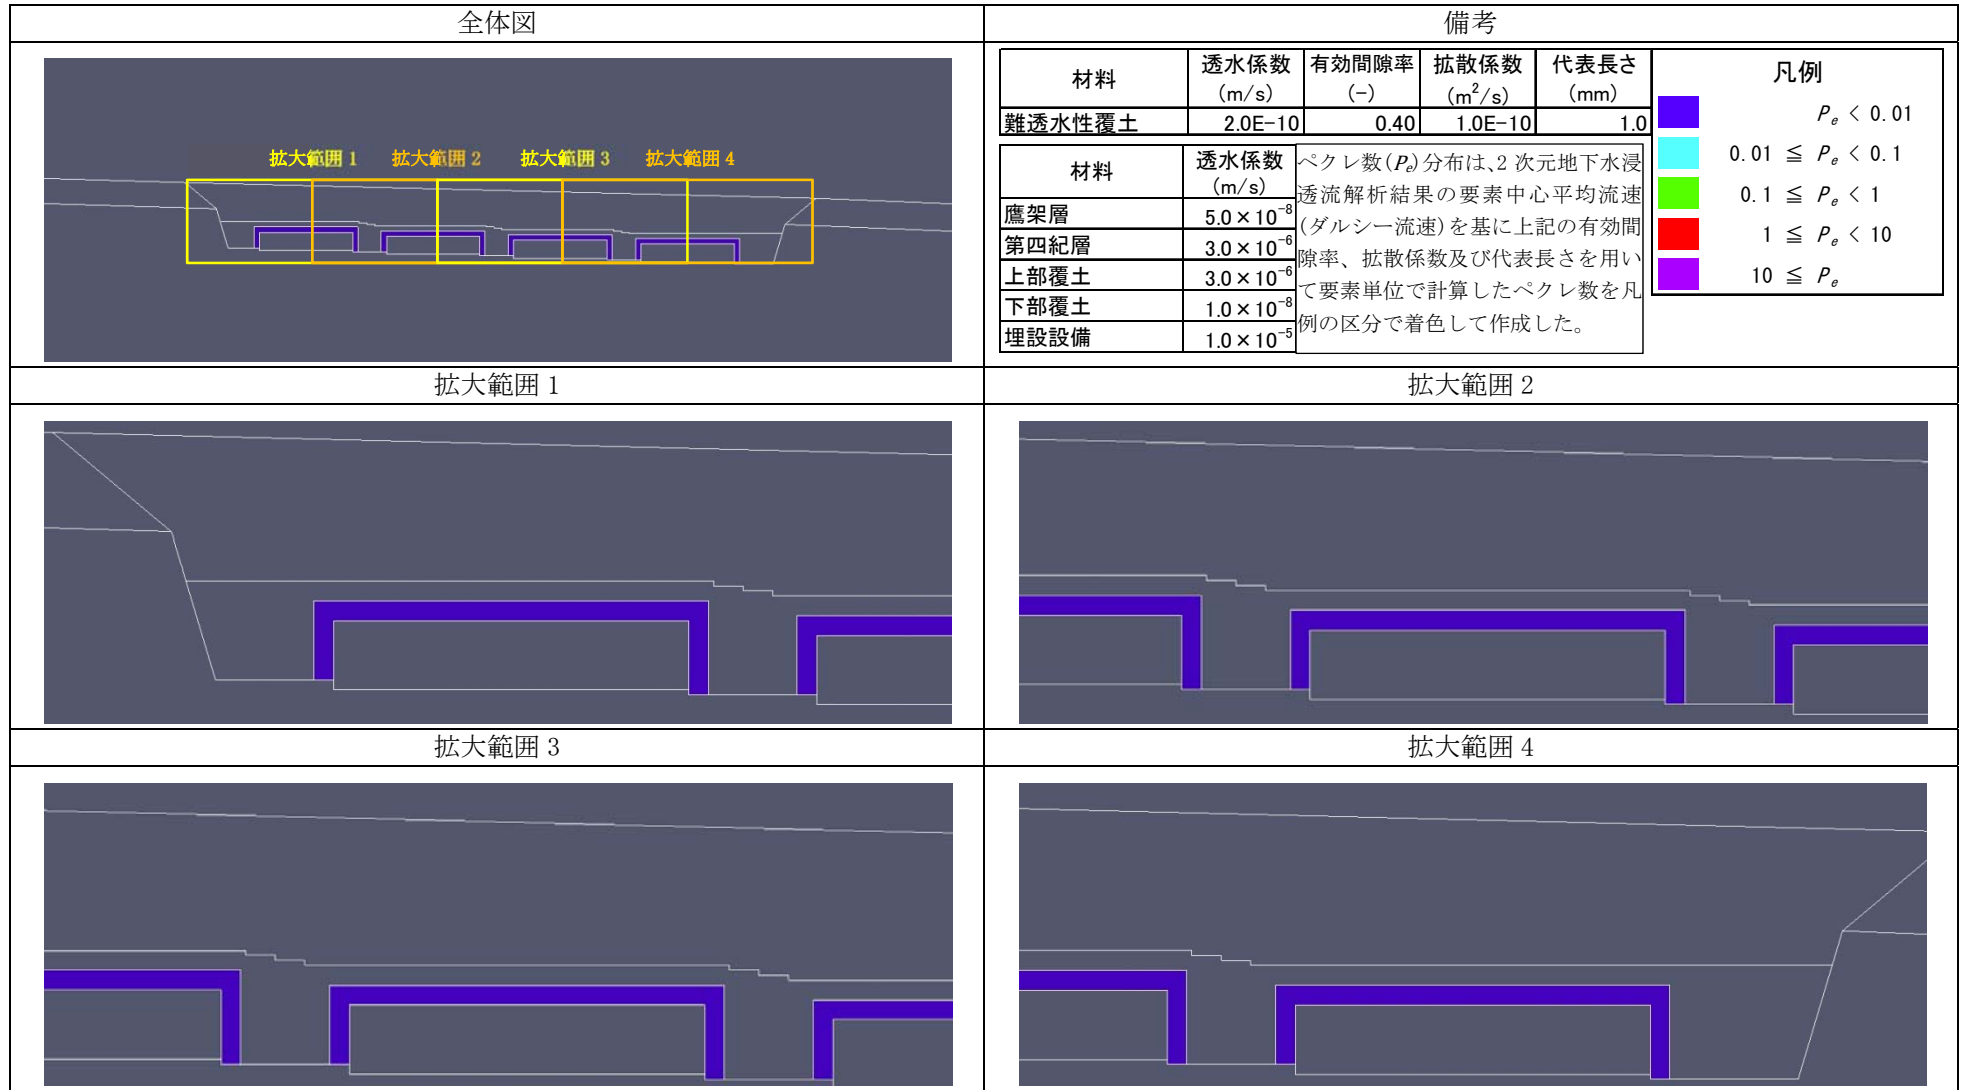 全体図
備考
拡大範囲 1
拡大範囲 2
拡大範囲 3
拡大範囲 4
材料 透水係数 (m/s) 有効間隙率 (-) 拡散係数 (m²/s) 代表長さ (mm)
難透水性覆土 2.0E-10 0.40 1.0E-10 1.0
材料 透水係数 (m/s)
鷹架層 5.0×10⁻⁸
第四紀層 3.0×10⁻⁶
上部覆土 3.0×10⁻⁶
下部覆土 1.0×10⁻⁸
埋設設備 1.0×10⁻⁵
ペクレ数(Pe)分布は、2 次元地下水浸
透流解析結果の要素中心平均流速
(ダルシー流速)を基に上記の有効間
隙率、拡散係数及び代表長さを用い
て要素単位で計算したペクレ数を凡
例の区分で着色して作成した。
凡例
Pe < 0.01
0.01 ≦ Pe < 0.1
0.1 ≦ Pe < 1
1 ≦ Pe < 10
10 ≦ Pe
拡大範囲 1
拡大範囲 2
拡大範囲 3
拡大範囲 4